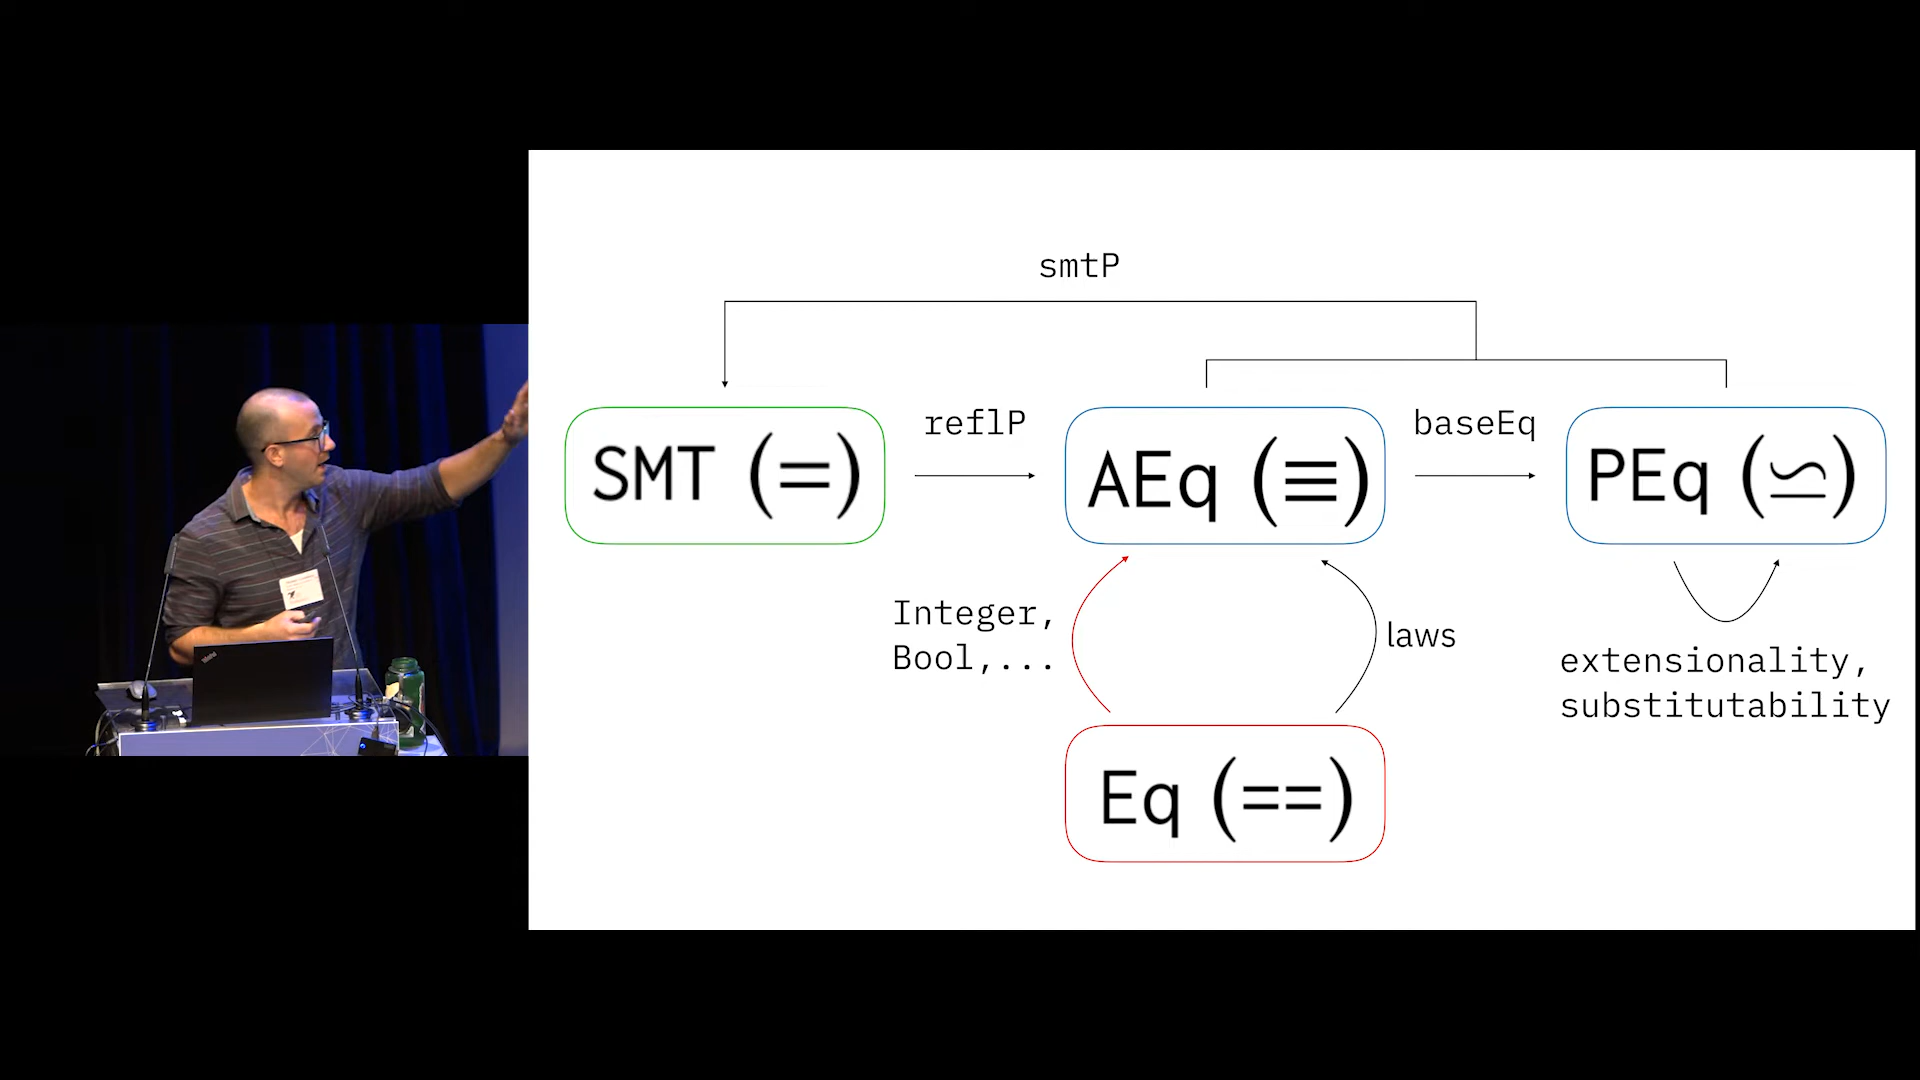 smtP
reflP
baseEq
SMT (=)
AEq (≡)
PEq (≃)
Integer,
Bool,...
laws
extensionality,
substitutability
Eq (==)